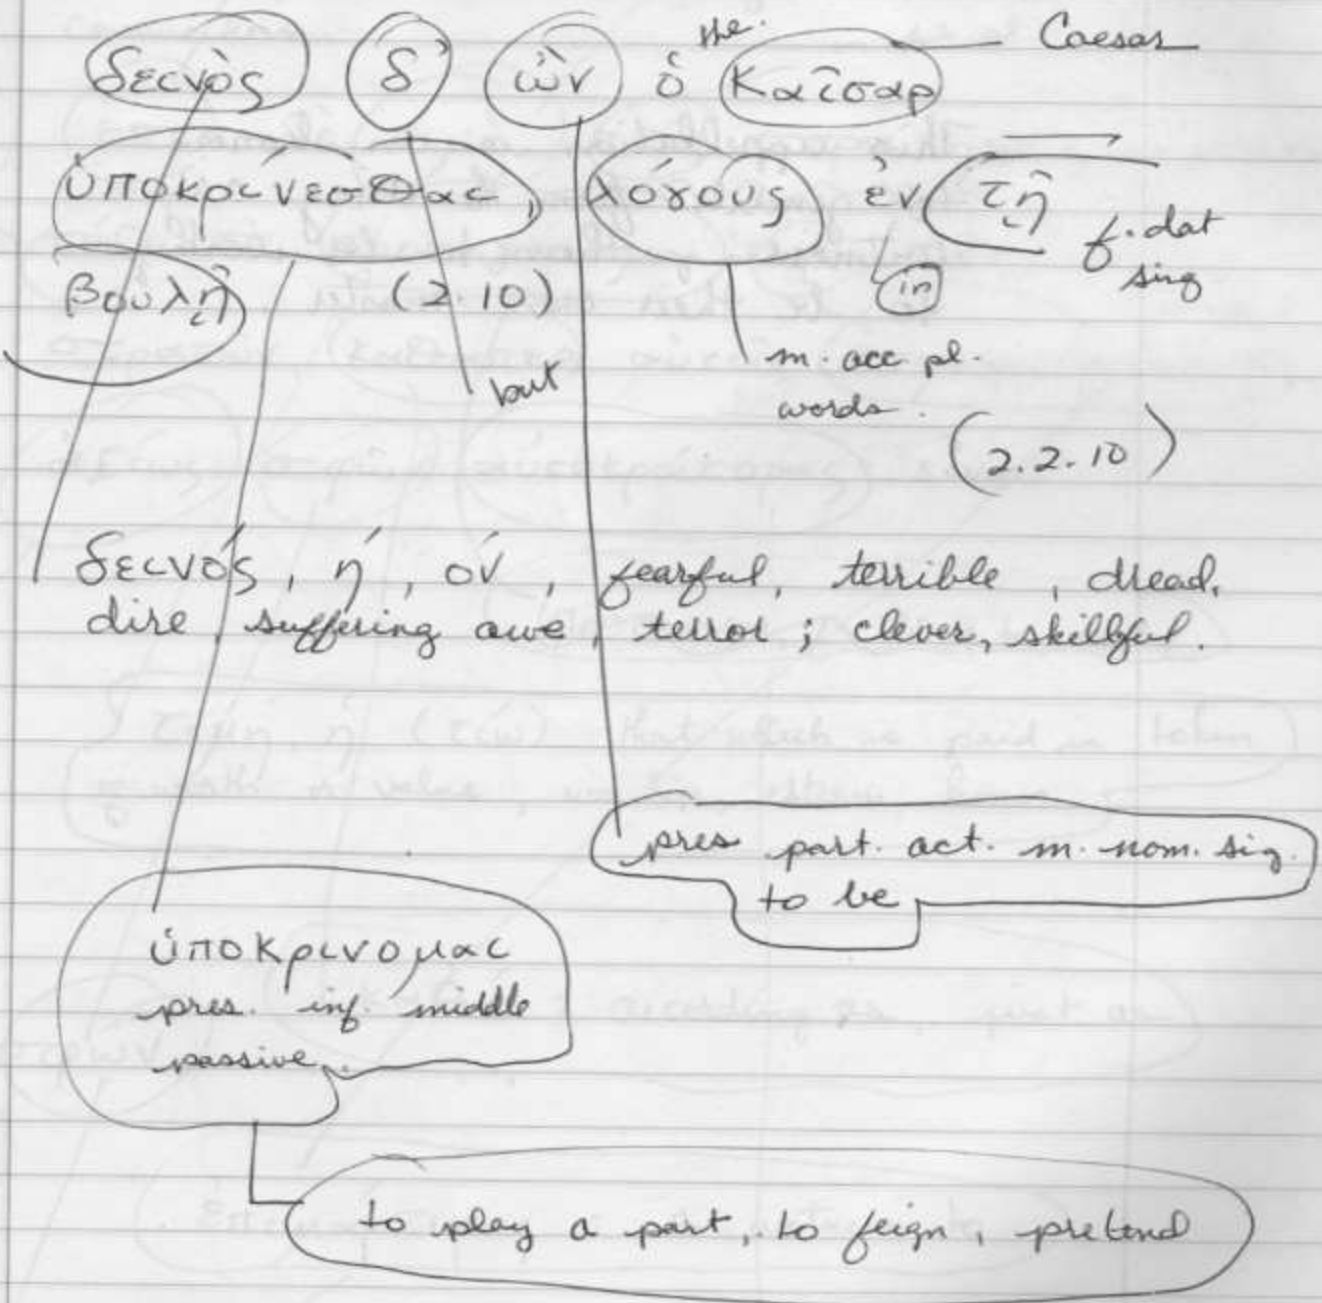 the. Caesar
δεινὸς δ' ὢν ὁ Καῖσαρ
ὑποκρίνεσθαι, λόγους ἐν τῇ f. dat
sing
βουλῇ (2.10) in
but m. acc pl.
words.
(2.2.10)
δεινός, ή, όν, fearful, terrible, dread,
dire, suffering awe, terror; clever, skillful.
pres part. act. m. nom. sig.
to be
ὑποκρινομαι
pres. inf. middle
passive.
to play a part, to feign, pretend